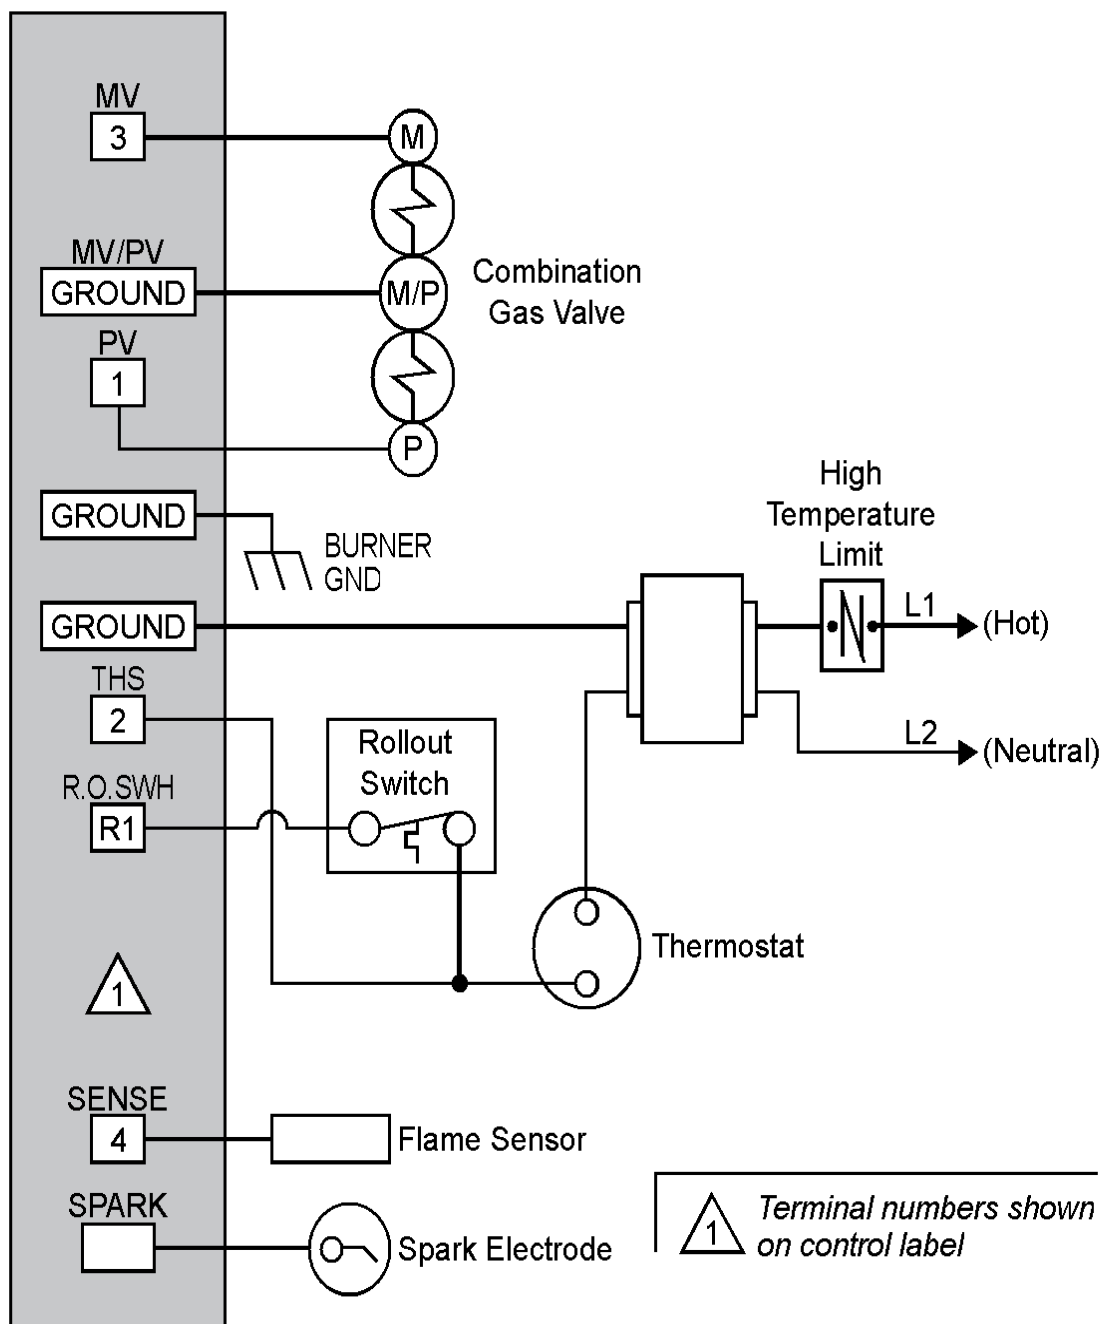 MV
3
M
MV/PV
GROUND
M/P
Combination
Gas Valve
PV
1
P
GROUND
BURNER
GND
High
Temperature
Limit
GROUND
L1
(Hot)
THS
2
L2
(Neutral)
Rollout
Switch
R.O.SWH
R1
Thermostat
1
SENSE
4
Flame Sensor
SPARK
Spark Electrode
1
Terminal numbers shown
on control label